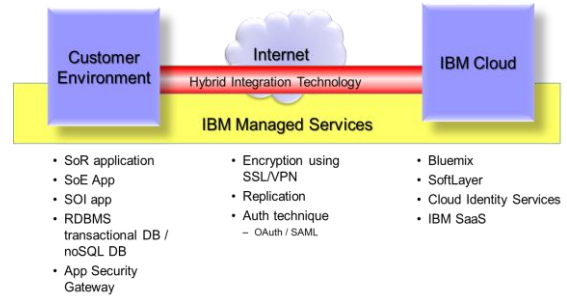 Customer
Environment
Internet
IBM Cloud
Hybrid Integration Technology
IBM Managed Services
• SoR application
• SoE App
• SOI app
• RDBMS
transactional DB /
noSQL DB
• App Security
Gateway
• Encryption using
SSL/VPN
• Replication
• Auth technique
– OAuth / SAML
• Bluemix
• SoftLayer
• Cloud Identity Services
• IBM SaaS